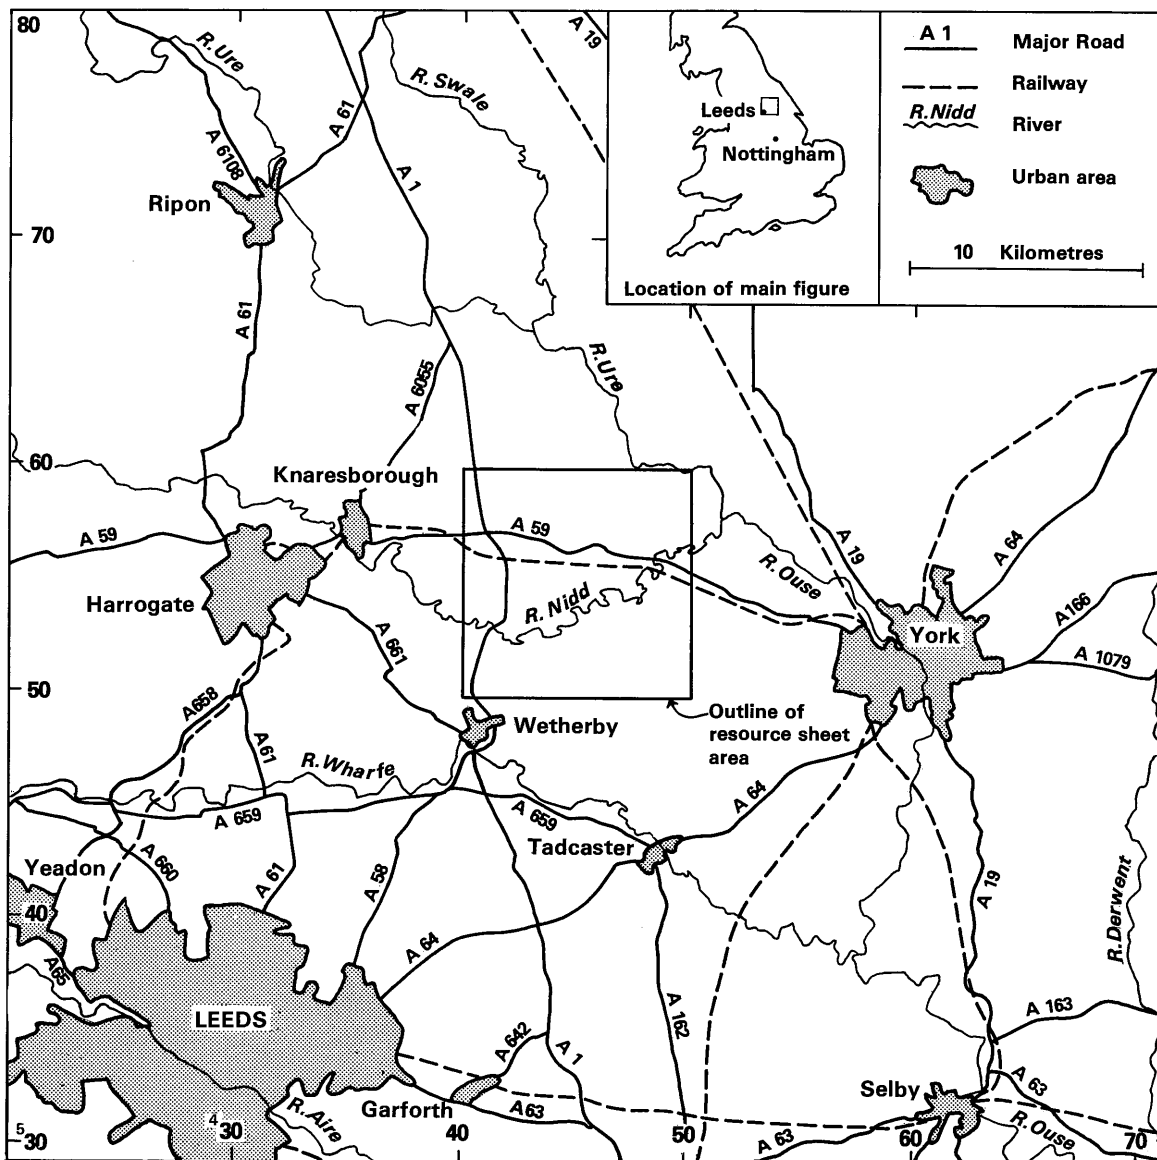 80
R. Ure
A 19
R. Swale
A 61
A 6108
A 1
Ripon
70
A 61
A 6055
R. Ure
Leeds
Nottingham
Location of main figure
A 1
Major Road
Railway
R. Nidd
River
Urban area
10 Kilometres
60
Knaresborough
A 59
A 59
A 19
A 64
R. Ouse
Harrogate
R. Nidd
A 661
York
A166
A 1079
50
A658
A 61
Wetherby
Outline of
resource sheet
area
R. Wharfe
A 659
A 659
A 64
Tadcaster
Yeadon
A 660
A 61
A 58
A 19
R. Derwent
40
A65
A 64
LEEDS
A 162
A 163
A 642
A 1
Garforth
A63
Selby
A 63
R. Aire
A 63
R. Ouse
5
30
4
30
40
50
60
70